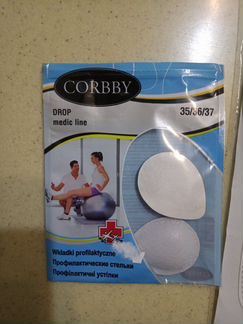 CORBBY
DROP
medic line
35/36/37
Wkładki profilaktyczne
Профилактические стельки
Профілактичні устілки